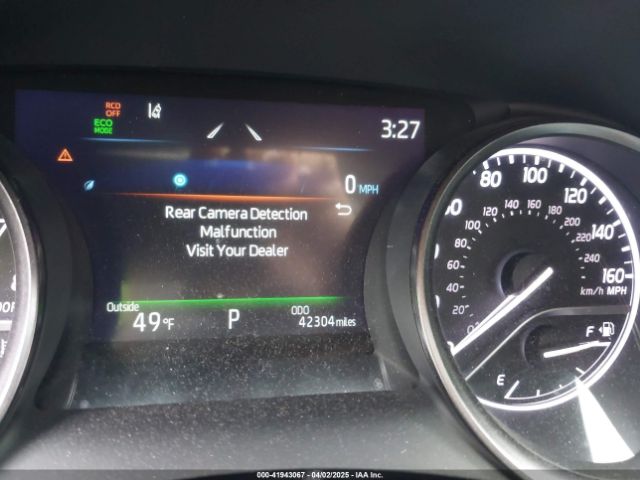 RCD
OFF
ECO
MODE
3:27
0 MPH
Rear Camera Detection
Malfunction
Visit Your Dealer
Outside
49°F
P
ODO
42304 miles
80
100
120
140
160
km/h MPH
0
20
40
60
80
100
120
140
160
180
200
220
240
E
F
000-41943067 - 04/02/2025 - IAA Inc.